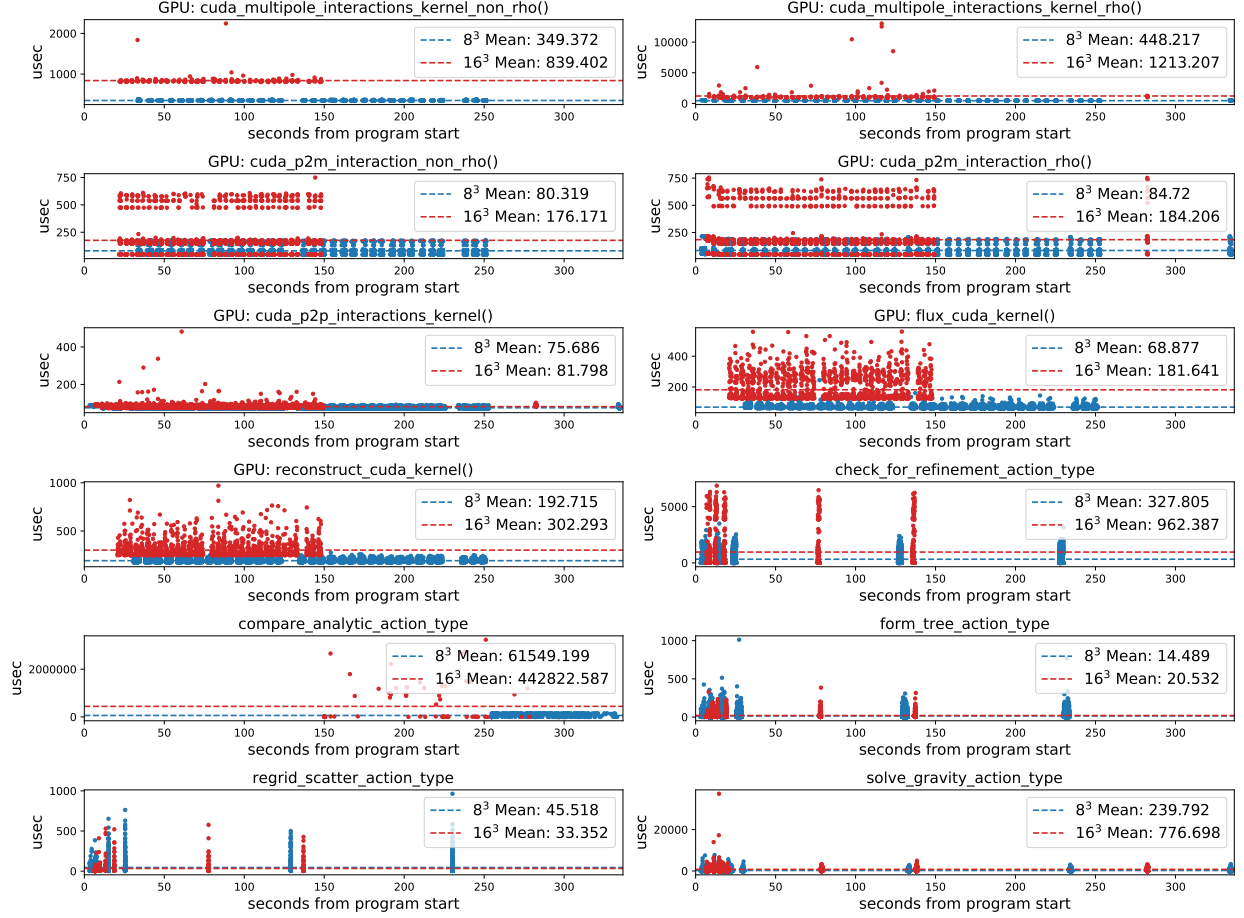 GPU: cuda_multipole_interactions_kernel_non_rho()
usec
2000
1000
8³ Mean: 349.372
16³ Mean: 839.402
0 50 100 150 200 250 300
seconds from program start
GPU: cuda_multipole_interactions_kernel_rho()
usec
10000
5000
0
8³ Mean: 448.217
16³ Mean: 1213.207
0 50 100 150 200 250 300
seconds from program start
GPU: cuda_p2m_interaction_non_rho()
usec
750
500
250
8³ Mean: 80.319
16³ Mean: 176.171
0 50 100 150 200 250 300
seconds from program start
GPU: cuda_p2m_interaction_rho()
usec
750
500
250
8³ Mean: 84.72
16³ Mean: 184.206
0 50 100 150 200 250 300
seconds from program start
GPU: cuda_p2p_interactions_kernel()
usec
400
200
8³ Mean: 75.686
16³ Mean: 81.798
0 50 100 150 200 250 300
seconds from program start
GPU: flux_cuda_kernel()
usec
400
200
8³ Mean: 68.877
16³ Mean: 181.641
0 50 100 150 200 250 300
seconds from program start
GPU: reconstruct_cuda_kernel()
usec
1000
500
8³ Mean: 192.715
16³ Mean: 302.293
0 50 100 150 200 250 300
seconds from program start
check_for_refinement_action_type
usec
5000
0
8³ Mean: 327.805
16³ Mean: 962.387
0 50 100 150 200 250 300
seconds from program start
compare_analytic_action_type
usec
2000000
0
8³ Mean: 61549.199
16³ Mean: 442822.587
0 50 100 150 200 250 300
seconds from program start
form_tree_action_type
usec
1000
500
0
8³ Mean: 14.489
16³ Mean: 20.532
0 50 100 150 200 250 300
seconds from program start
regrid_scatter_action_type
usec
1000
500
0
8³ Mean: 45.518
16³ Mean: 33.352
0 50 100 150 200 250 300
seconds from program start
solve_gravity_action_type
usec
20000
0
8³ Mean: 239.792
16³ Mean: 776.698
0 50 100 150 200 250 300
seconds from program start